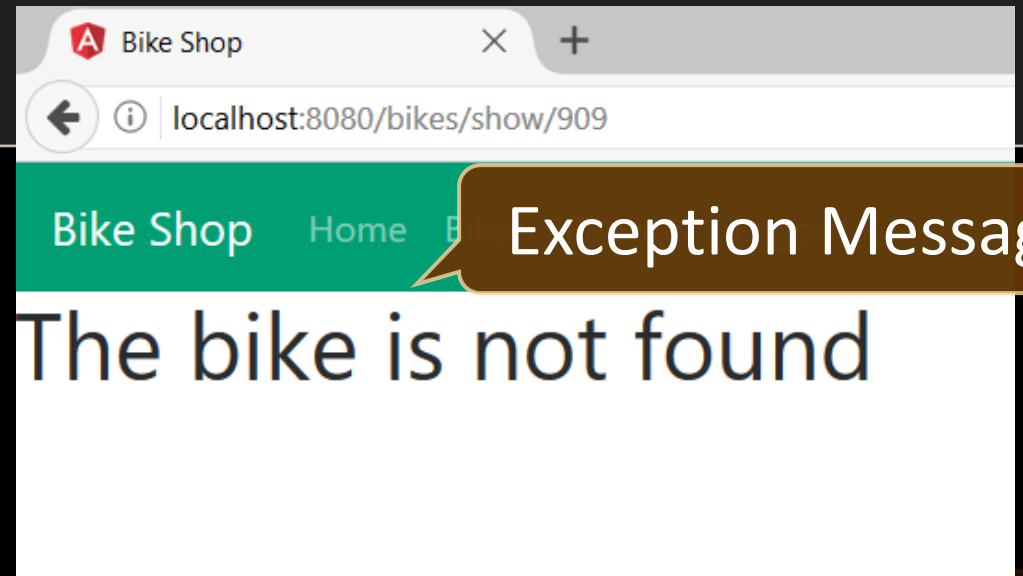 Bike Shop
localhost:8080/bikes/show/909
Bike Shop Home
Exception Messag
The bike is not found